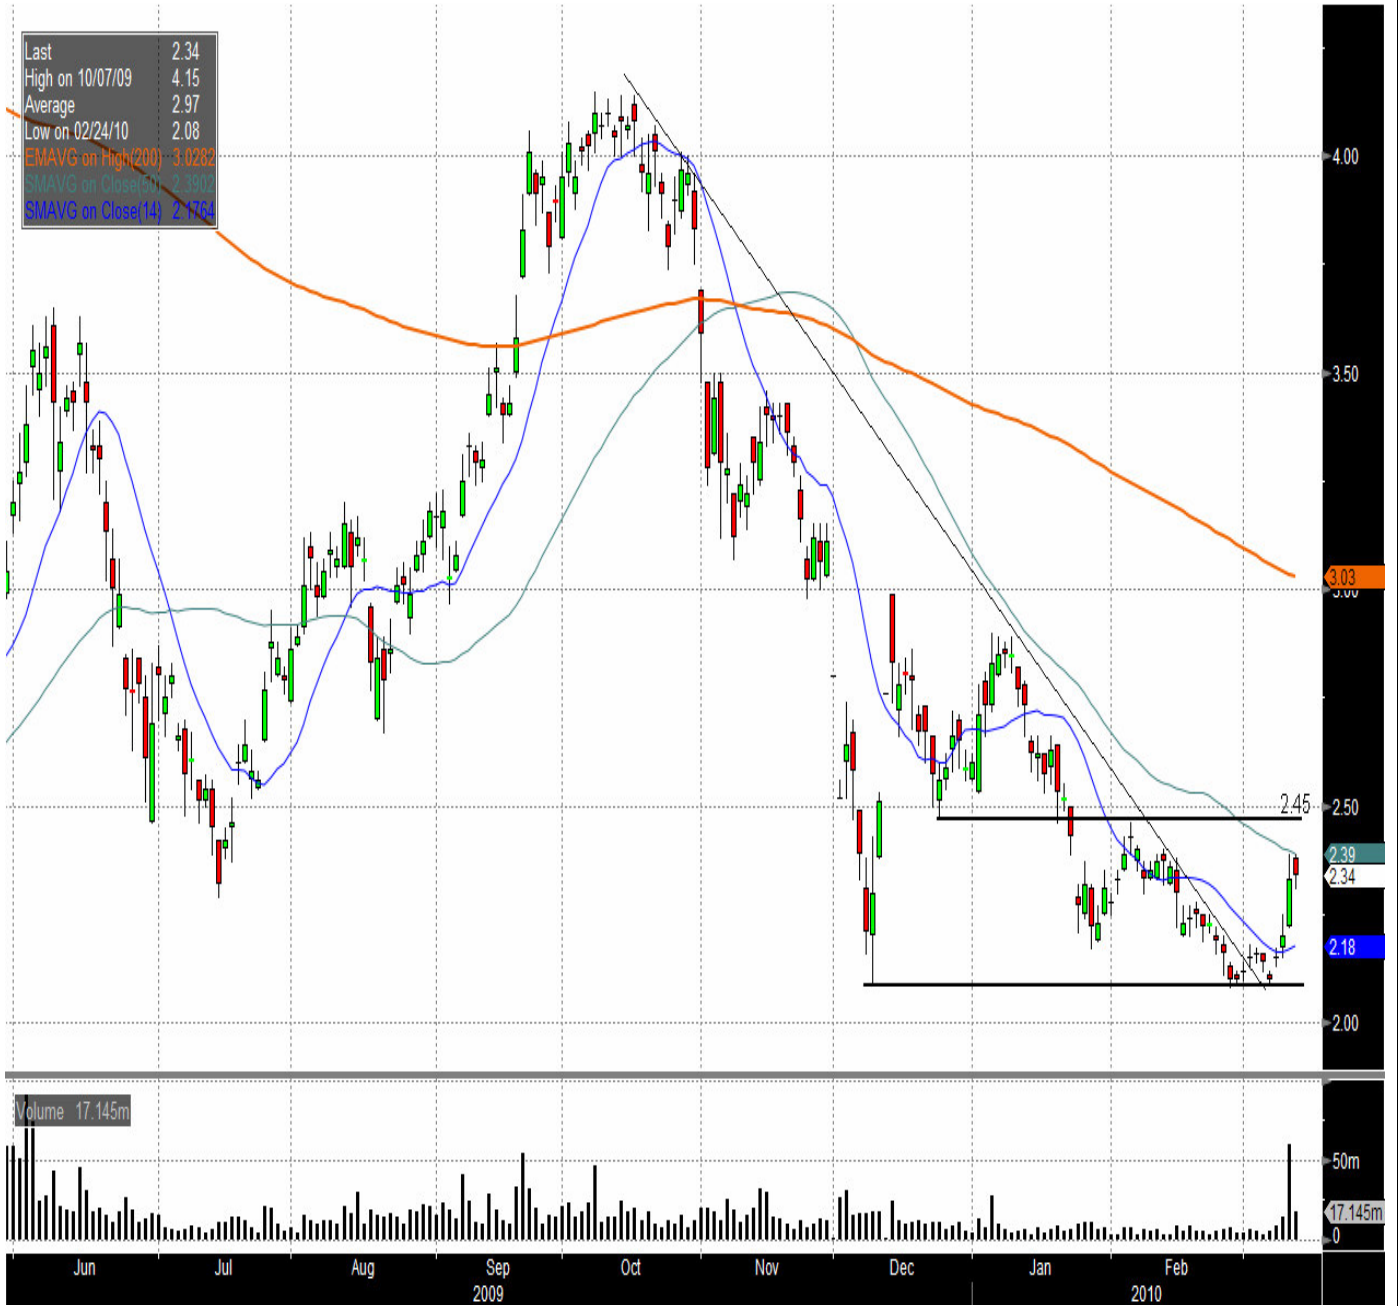 Last 2.34
High on 10/07/09 4.15
Average 2.97
Low on 02/24/10 2.08
EMAVG on High(200) 3.0282
SMAVG on Close(50) 2.3902
SMAVG on Close(14) 2.1764
4.00
3.50
3.03
3.00
2.45
2.50
2.39
2.34
2.18
2.00
Volume 17.145m
50m
17.145m
0
Jun Jul Aug Sep Oct Nov Dec Jan Feb
2009 2010